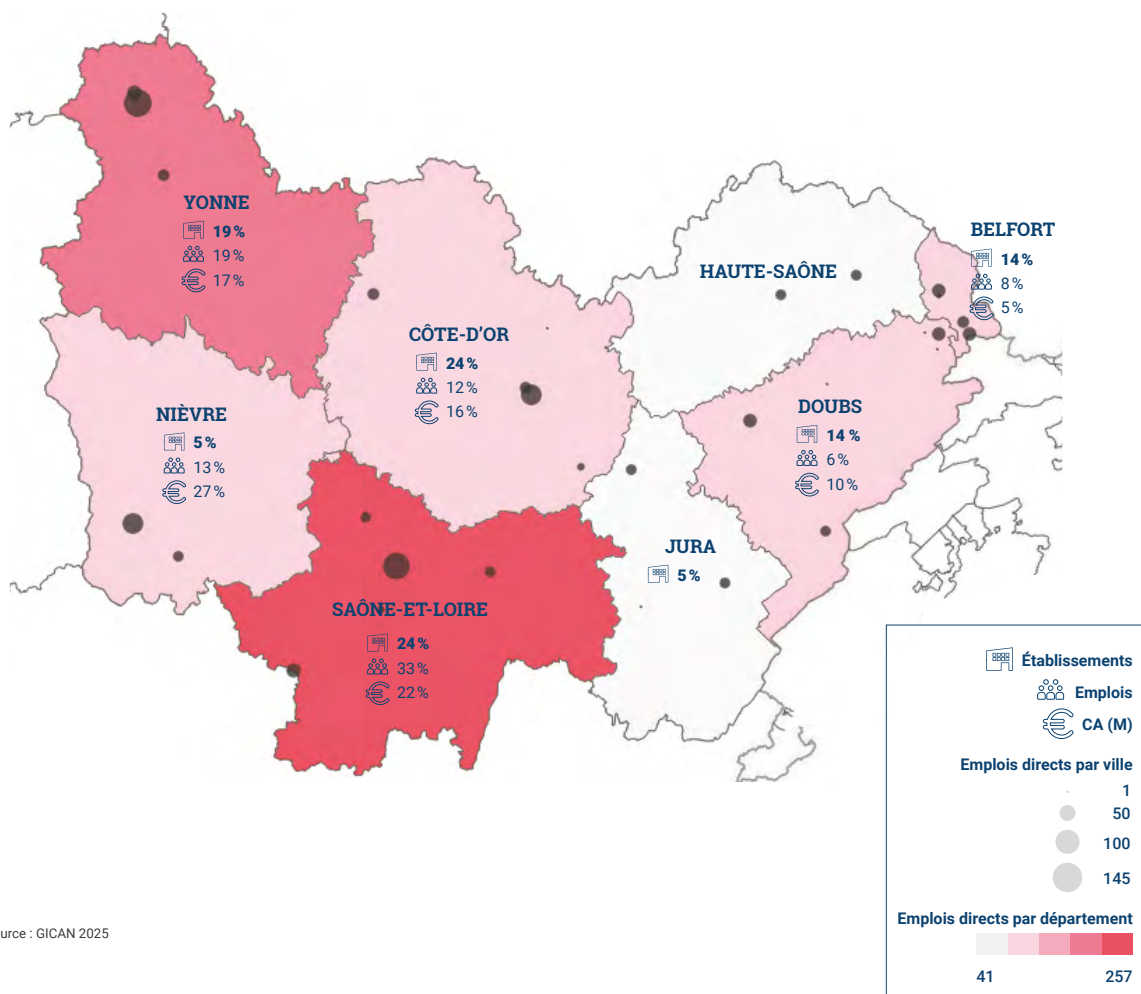 YONNE
19%
19%
17%
BELFORT
14%
8%
5%
HAUTE-SAÔNE
CÔTE-D'OR
24%
12%
16%
NIÈVRE
5%
13%
27%
DOUBS
14%
6%
10%
JURA
5%
SAÔNE-ET-LOIRE
24%
33%
22%
Établissements
Emplois
CA (M)
Emplois directs par ville
1
50
100
145
Emplois directs par département
41 257
urce : GICAN 2025